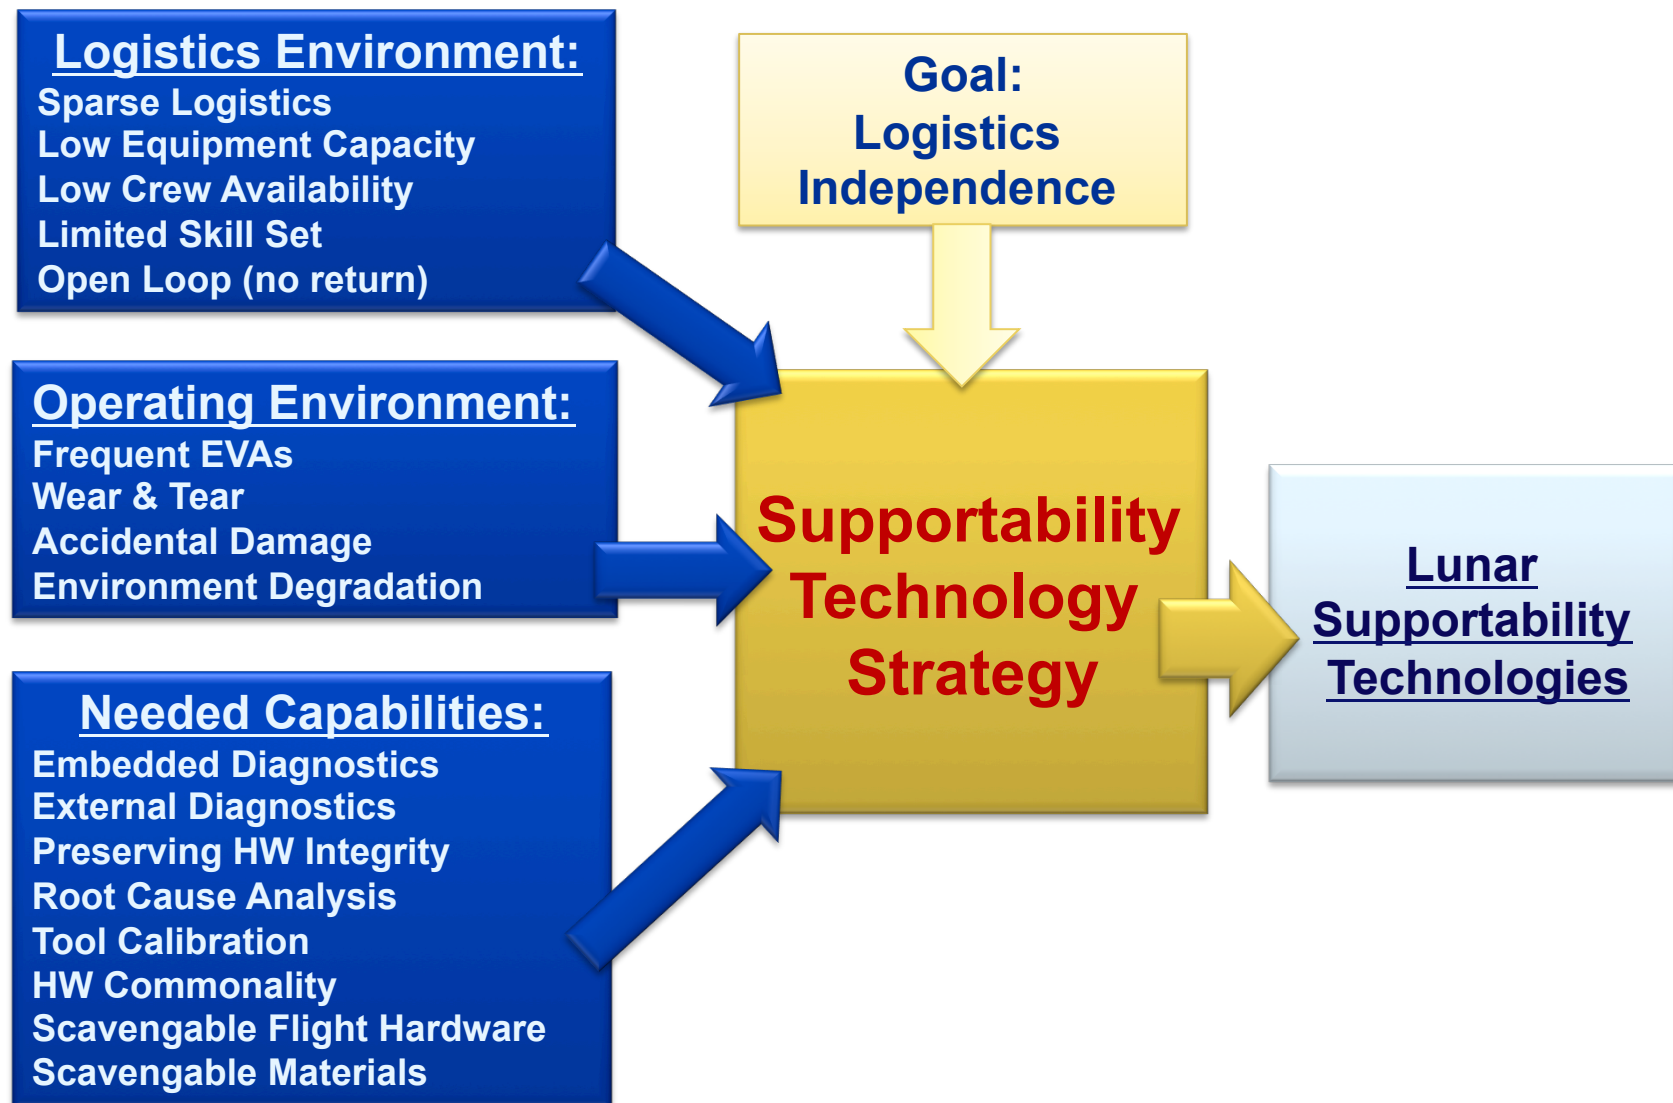 Logistics Environment:
Sparse Logistics
Low Equipment Capacity
Low Crew Availability
Limited Skill Set
Open Loop (no return)
Goal:
Logistics
Independence
Operating Environment:
Frequent EVAs
Wear & Tear
Accidental Damage
Environment Degradation
Needed Capabilities:
Embedded Diagnostics
External Diagnostics
Preserving HW Integrity
Root Cause Analysis
Tool Calibration
HW Commonality
Scavengable Flight Hardware
Scavengable Materials
Supportability
Technology
Strategy
Lunar
Supportability
Technologies